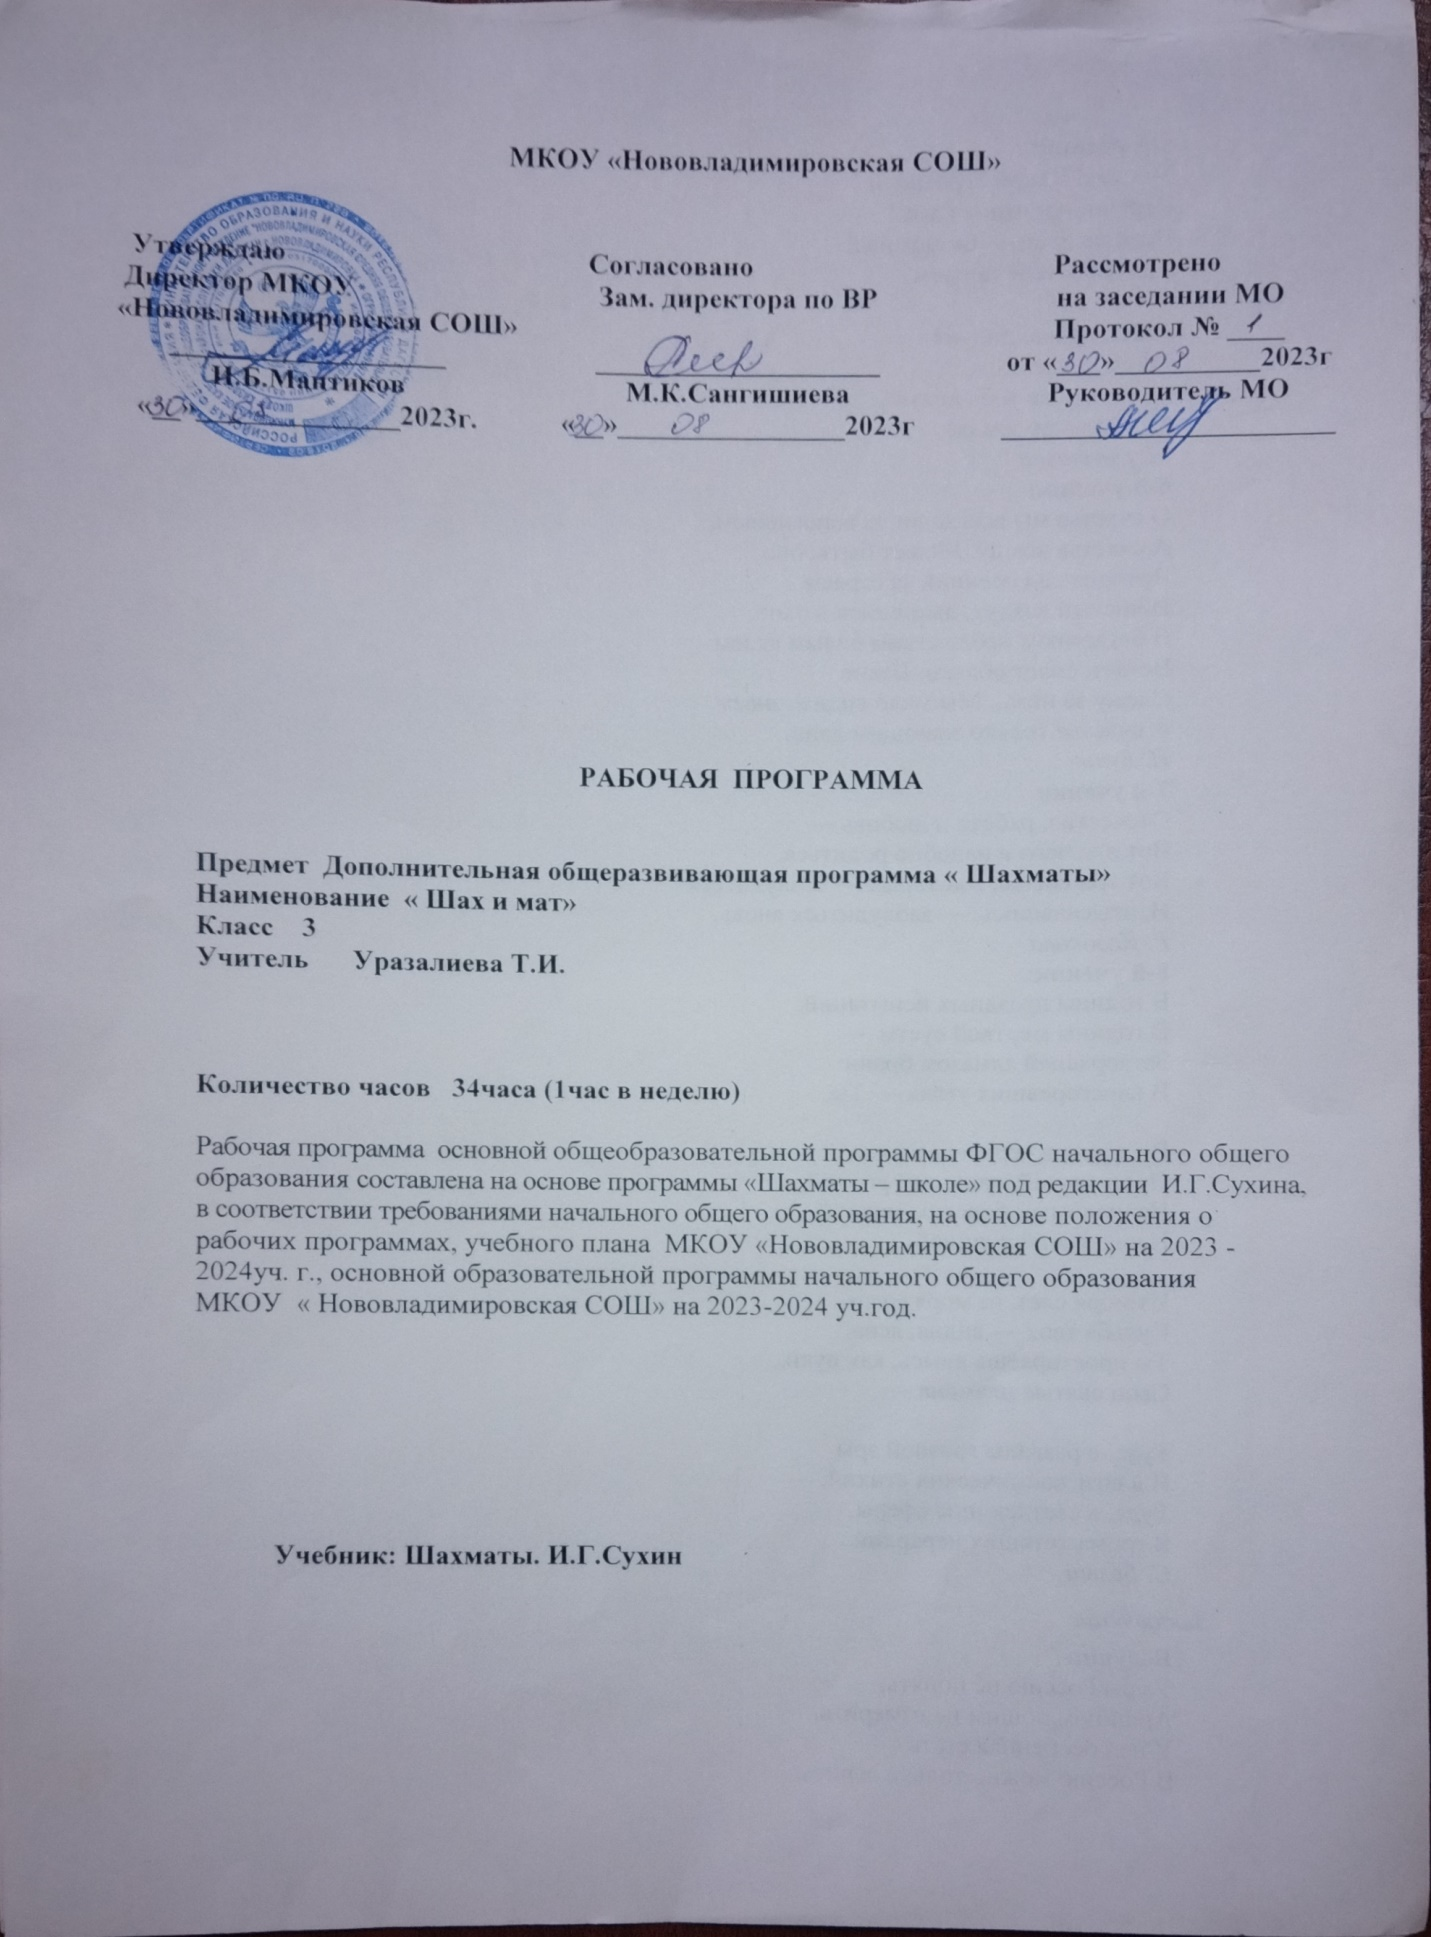 МКОУ «Нововладимировская СОШ»
Утверждаю
Директор МКОУ
«Нововладимировская СОШ»
Мантиков
«30» 08 2023г.
Согласовано
Зам. директора по ВР
М.К.Сангишиева
«30» 08 2023г
Рассмотрено
на заседании МО
Протокол № 1
от «30» 08 2023г
Руководитель МО
РАБОЧАЯ ПРОГРАММА
Предмет Дополнительная общеразвивающая программа « Шахматы»
Наименование « Шах и мат»
Класс 3
Учитель Уразалиева Т.И.
Количество часов 34часа (1час в неделю)
Рабочая программа основной общеобразовательной программы ФГОС начального общего
образования составлена на основе программы «Шахматы – школе» под редакции И.Г.Сухина,
в соответствии требованиями начального общего образования, на основе положения о
рабочих программах, учебного плана МКОУ «Нововладимировская СОШ» на 2023 -
2024уч. г., основной образовательной программы начального общего образования
МКОУ « Нововладимировская СОШ» на 2023-2024 уч.год.
Учебник: Шахматы. И.Г.Сухин